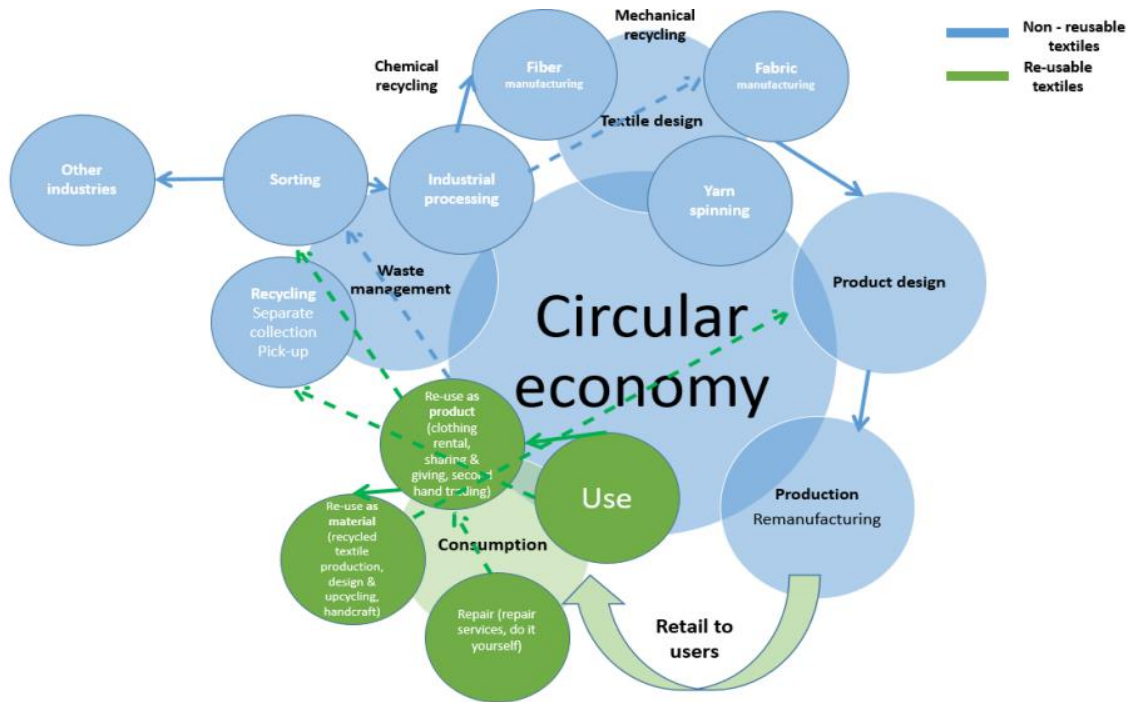 Mechanical
recycling
Non - reusable
textiles
Re-usable
textiles
Chemical
recycling
Fiber
manufacturing
Fabric
manufacturing
Textile design
Other
industries
Sorting
Industrial
processing
Yarn
spinning
Waste
management
Recycling
Separate
collection
Pick-up
Product design
Circular
economy
Re-use as
product
(clothing
rental,
sharing &
giving, second
hand trading)
Use
Production
Remanufacturing
Re-use as
material
(recycled
textile
production,
design &
upcycling,
handcraft)
Consumption
Repair (repair
services, do it
yourself)
Retail to
users